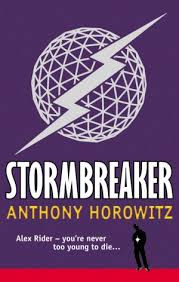 STORMBREAKER
ANTHONY HOROWITZ
Alex Rider – you're never
too young to die...